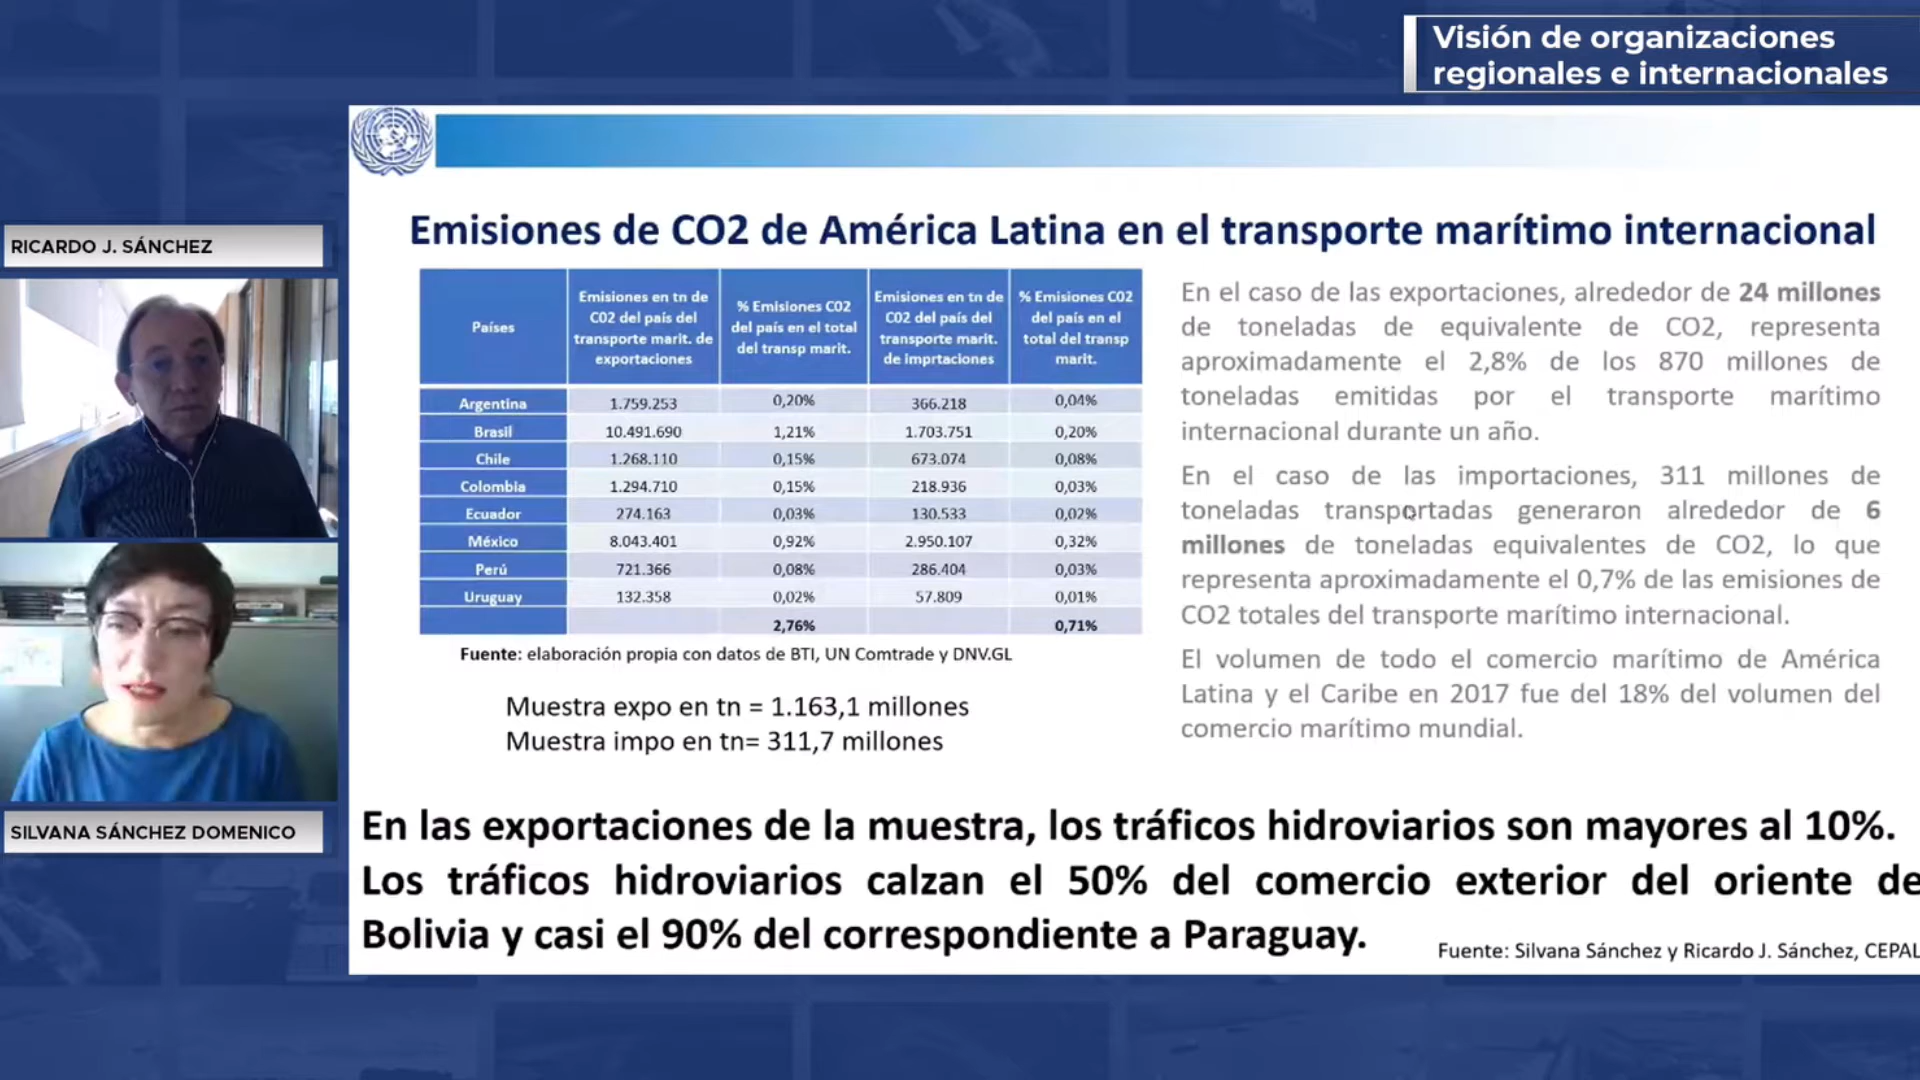 Visión de organizaciones
regionales e internacionales
RICARDO J. SÁNCHEZ
SILVANA SÁNCHEZ DOMENICO
Emisiones de CO2 de América Latina en el transporte marítimo internacional
Países
Emisiones en tn de
C02 del país del
transporte marit. de
exportaciones
% Emisiones C02
del país en el total
del transp marit.
Emisiones en tn de
C02 del país del
transporte marit.
de imprtaciones
% Emisiones C02
del país en el
total del transp
marit.
Argentina 1.759.253 0,20% 366.218 0,04%
Brasil 10.491.690 1,21% 1.703.751 0,20%
Chile 1.268.110 0,15% 673.074 0,08%
Colombia 1.294.710 0,15% 218.936 0,03%
Ecuador 274.163 0,03% 130.533 0,02%
México 8.043.401 0,92% 2.950.107 0,32%
Perú 721.366 0,08% 286.404 0,03%
Uruguay 132.358 0,02% 57.809 0,01%
2,76% 0,71%
Fuente: elaboración propia con datos de BTI, UN Comtrade y DNV.GL
Muestra expo en tn = 1.163,1 millones
Muestra impo en tn= 311,7 millones
En el caso de las exportaciones, alrededor de 24 millones
de toneladas de equivalente de CO2, representa
aproximadamente el 2,8% de los 870 millones de
toneladas emitidas por el transporte marítimo
internacional durante un año.
En el caso de las importaciones, 311 millones de
toneladas transportadas generaron alrededor de 6
millones de toneladas equivalentes de CO2, lo que
representa aproximadamente el 0,7% de las emisiones de
CO2 totales del transporte marítimo internacional.
El volumen de todo el comercio marítimo de América
Latina y el Caribe en 2017 fue del 18% del volumen del
comercio marítimo mundial.
En las exportaciones de la muestra, los tráficos hidroviarios son mayores al 10%.
Los tráficos hidroviarios calzan el 50% del comercio exterior del oriente de
Bolivia y casi el 90% del correspondiente a Paraguay.
Fuente: Silvana Sánchez y Ricardo J. Sánchez, CEPAL